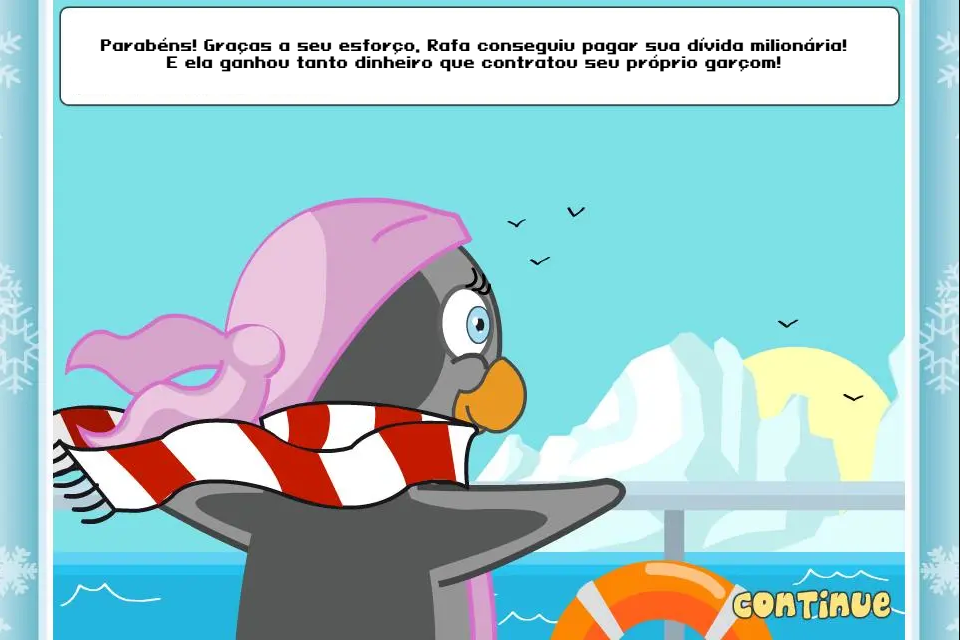 Parabéns! Graças a seu esforço, Rafa conseguiu pagar sua dívida milionária!
E ela ganhou tanto dinheiro que contratou seu próprio garçom!
continue